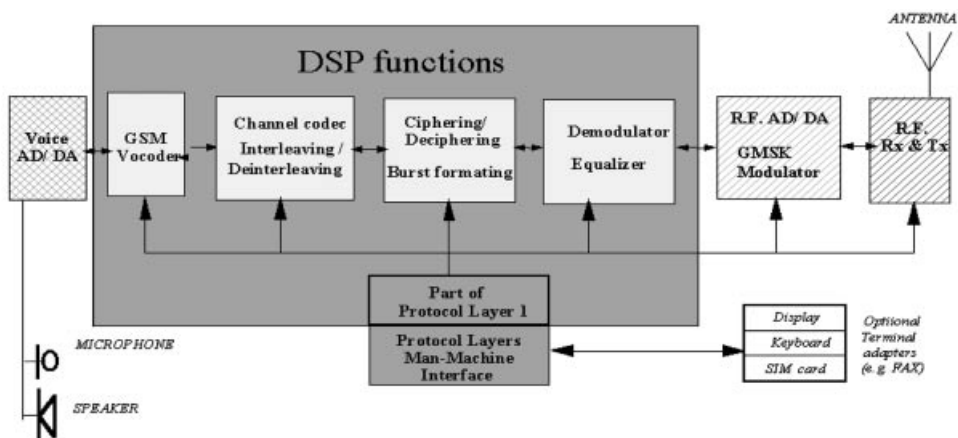 ANTENNA
DSP functions
Voice
AD/ DA
GSM
Vocoder
Channel codec
Interleaving /
Deinterleaving
Ciphering/
Deciphering
Burst formating
Demodulator
Equalizer
R.F. AD/ DA
GMSK
Modulator
R.F.
Rx & Tx
Part of
Protocol Layer 1
Protocol Layers
Man-Machine
Interface
Display
Keyboard
SIM card
Optiional
Terminal
adapters
(e. g. FAX)
MICROPHONE
SPEAKER